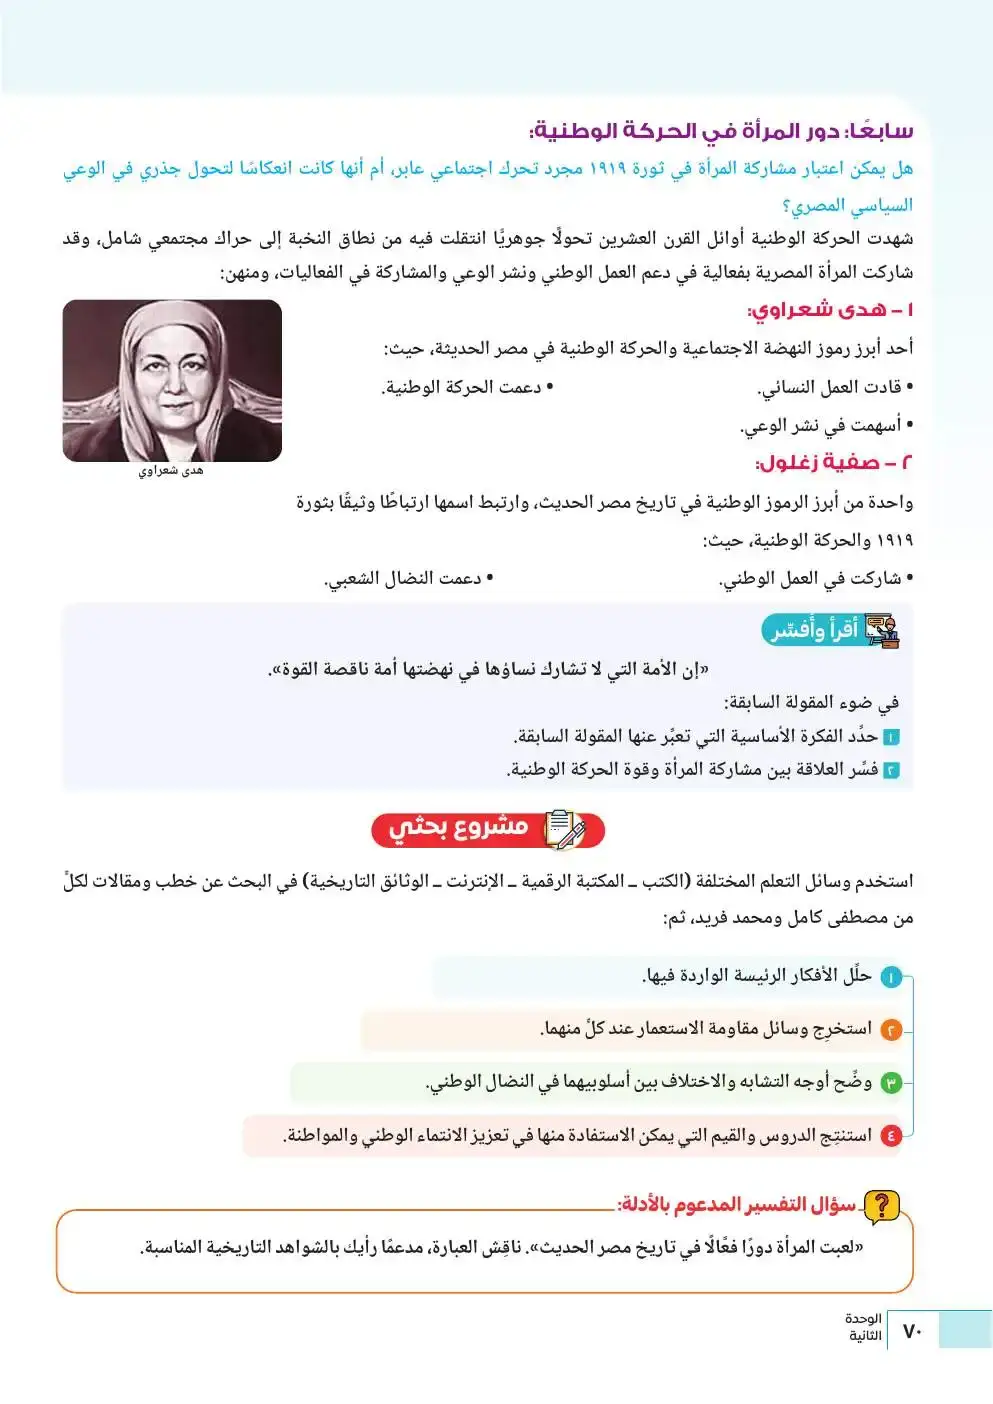 سابعًا: دور المرأة في الحركة الوطنية:
هل يمكن اعتبار مشاركة المرأة في ثورة ١٩١٩ مجرد تحرك اجتماعي عابر، أم أنها كانت انعكاسًا لتحول جذري في الوعي
السياسي المصري؟
شهدت الحركة الوطنية أوائل القرن العشرين تحولًا جوهريًّا انتقلت فيه من نطاق النخبة إلى حراك مجتمعي شامل، وقد
شاركت المرأة المصرية بفعالية في دعم العمل الوطني ونشر الوعي والمشاركة في الفعاليات، ومنهن:
١ – هدى شعراوي:
أحد أبرز رموز النهضة الاجتماعية والحركة الوطنية في مصر الحديثة، حيث:
• قادت العمل النسائي. • دعمت الحركة الوطنية.
• أسهمت في نشر الوعي.
هدى شعراوي
٢ – صفية زغلول:
واحدة من أبرز الرموز الوطنية في تاريخ مصر الحديث، وارتبط اسمها ارتباطًا وثيقًا بثورة
١٩١٩ والحركة الوطنية، حيث:
• شاركت في العمل الوطني. • دعمت النضال الشعبي.
أقرأ وأفسّر
«إن الأمة التي لا تشارك نساؤها في نهضتها أمة ناقصة القوة».
في ضوء المقولة السابقة:
١ حدِّد الفكرة الأساسية التي تعبِّر عنها المقولة السابقة.
٢ فسِّر العلاقة بين مشاركة المرأة وقوة الحركة الوطنية.
مشروع بحثي
استخدم وسائل التعلم المختلفة (الكتب – المكتبة الرقمية – الإنترنت – الوثائق التاريخية) في البحث عن خطب ومقالات لكلٍّ
من مصطفى كامل ومحمد فريد، ثم:
١ حلِّل الأفكار الرئيسة الواردة فيها.
٢ استخرِج وسائل مقاومة الاستعمار عند كلٍّ منهما.
٣ وضِّح أوجه التشابه والاختلاف بين أسلوبيهما في النضال الوطني.
٤ استنتِج الدروس والقيم التي يمكن الاستفادة منها في تعزيز الانتماء الوطني والمواطنة.
سؤال التفسير المدعوم بالأدلة:
«لعبت المرأة دورًا فعَّالًا في تاريخ مصر الحديث». ناقِش العبارة، مدعمًا رأيك بالشواهد التاريخية المناسبة.
الوحدة
الثانية
٧٠